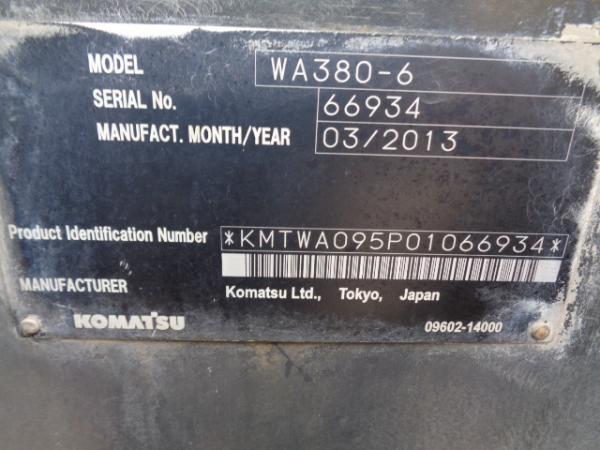 MODEL WA380-6
SERIAL No. 66934
MANUFACT. MONTH/YEAR 03/2013
Product Identification Number *KMTWA095P01066934*
MANUFACTURER Komatsu Ltd., Tokyo, Japan
KOMATSU 09602-14000